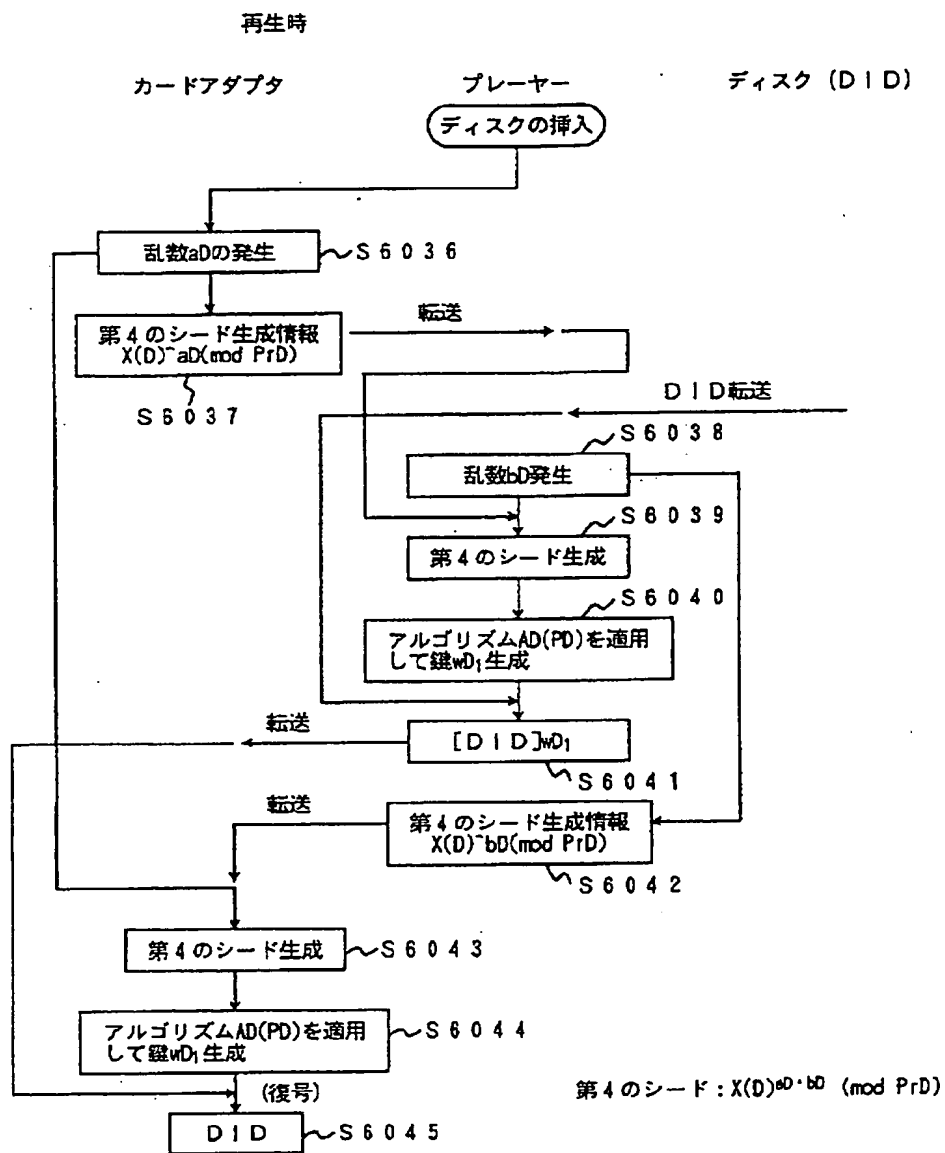 再生時
カードアダプタ
プレーヤー
ディスク（ＤＩＤ）
ディスクの挿入
乱数aDの発生
Ｓ６０３６
第４のシード生成情報
X(D)^aD(mod PrD)
転送
Ｓ６０３７
ＤＩＤ転送
Ｓ６０３８
乱数bD発生
Ｓ６０３９
第４のシード生成
Ｓ６０４０
アルゴリズムAD(PD)を適用
して鍵wD₁生成
転送
[ＤＩＤ]wD₁
Ｓ６０４１
転送
第４のシード生成情報
X(D)^bD(mod PrD)
Ｓ６０４２
第４のシード生成
Ｓ６０４３
アルゴリズムAD(PD)を適用
して鍵wD₁生成
Ｓ６０４４
(復号)
第４のシード：X(D)^aD・bD (mod PrD)
ＤＩＤ
Ｓ６０４５